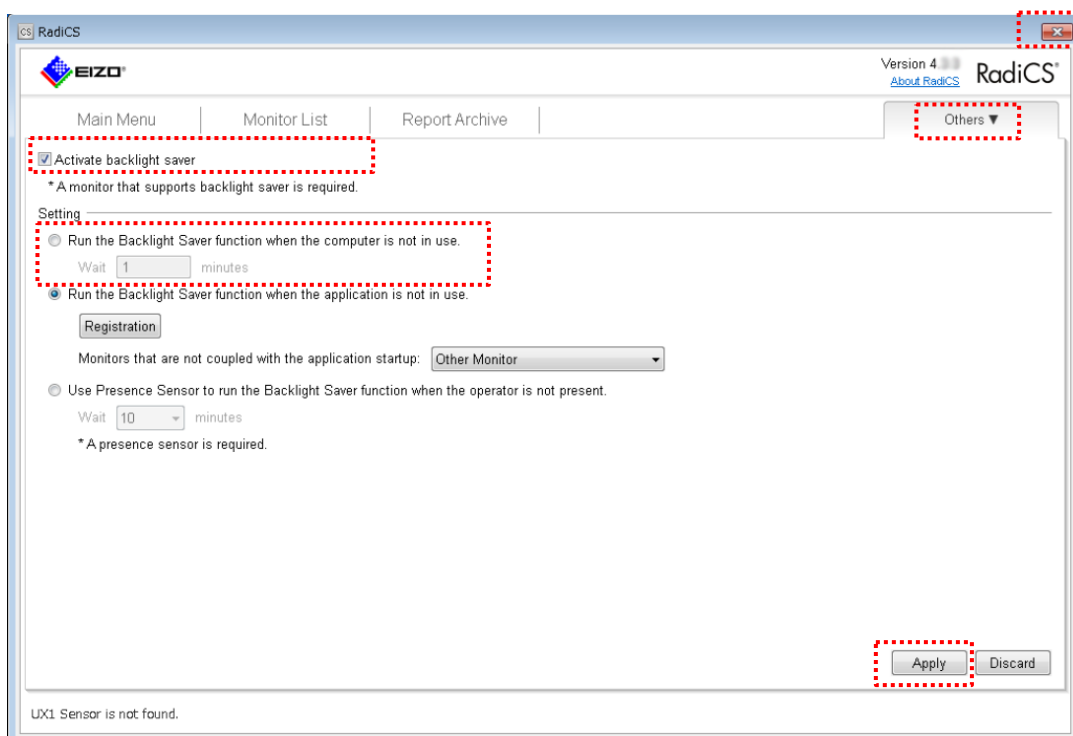 CS RadiCS
EIZO
Version 4.
About RadiCS
RadiCS
Main Menu
Monitor List
Report Archive
Others ▼
Activate backlight saver
* A monitor that supports backlight saver is required.
Setting
Run the Backlight Saver function when the computer is not in use.
Wait 1 minutes
Run the Backlight Saver function when the application is not in use.
Registration
Monitors that are not coupled with the application startup: Other Monitor
Use Presence Sensor to run the Backlight Saver function when the operator is not present.
Wait 10 minutes
* A presence sensor is required.
Apply
Discard
UX1 Sensor is not found.